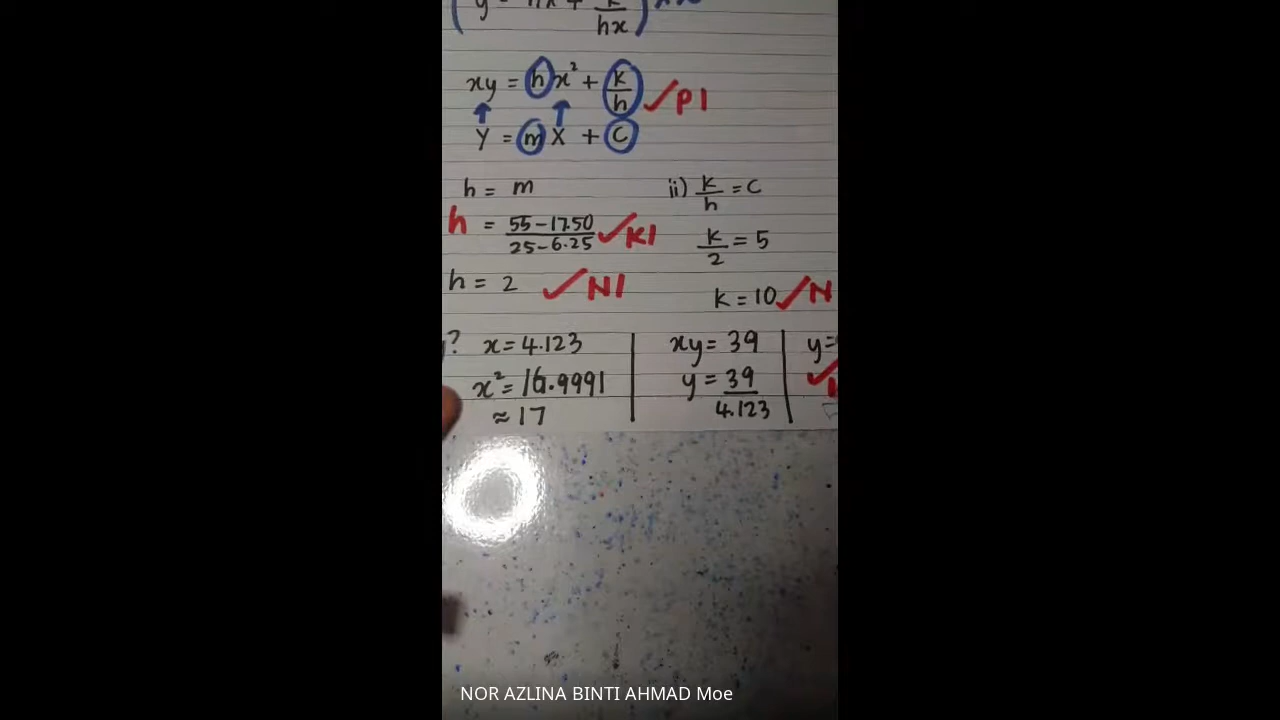 xy = h x² + k/h ✓ P1
Y = m X + C
h = m
h = 55 - 17.50 / 25 - 6.25 ✓ K1
h = 2 ✓ N1
ii) k/h = C
k/2 = 5
k = 10 ✓ N
? x = 4.123
x² = 16.9991
≈ 17
xy = 39
y = 39/4.123
y =
NOR AZLINA BINTI AHMAD Moe